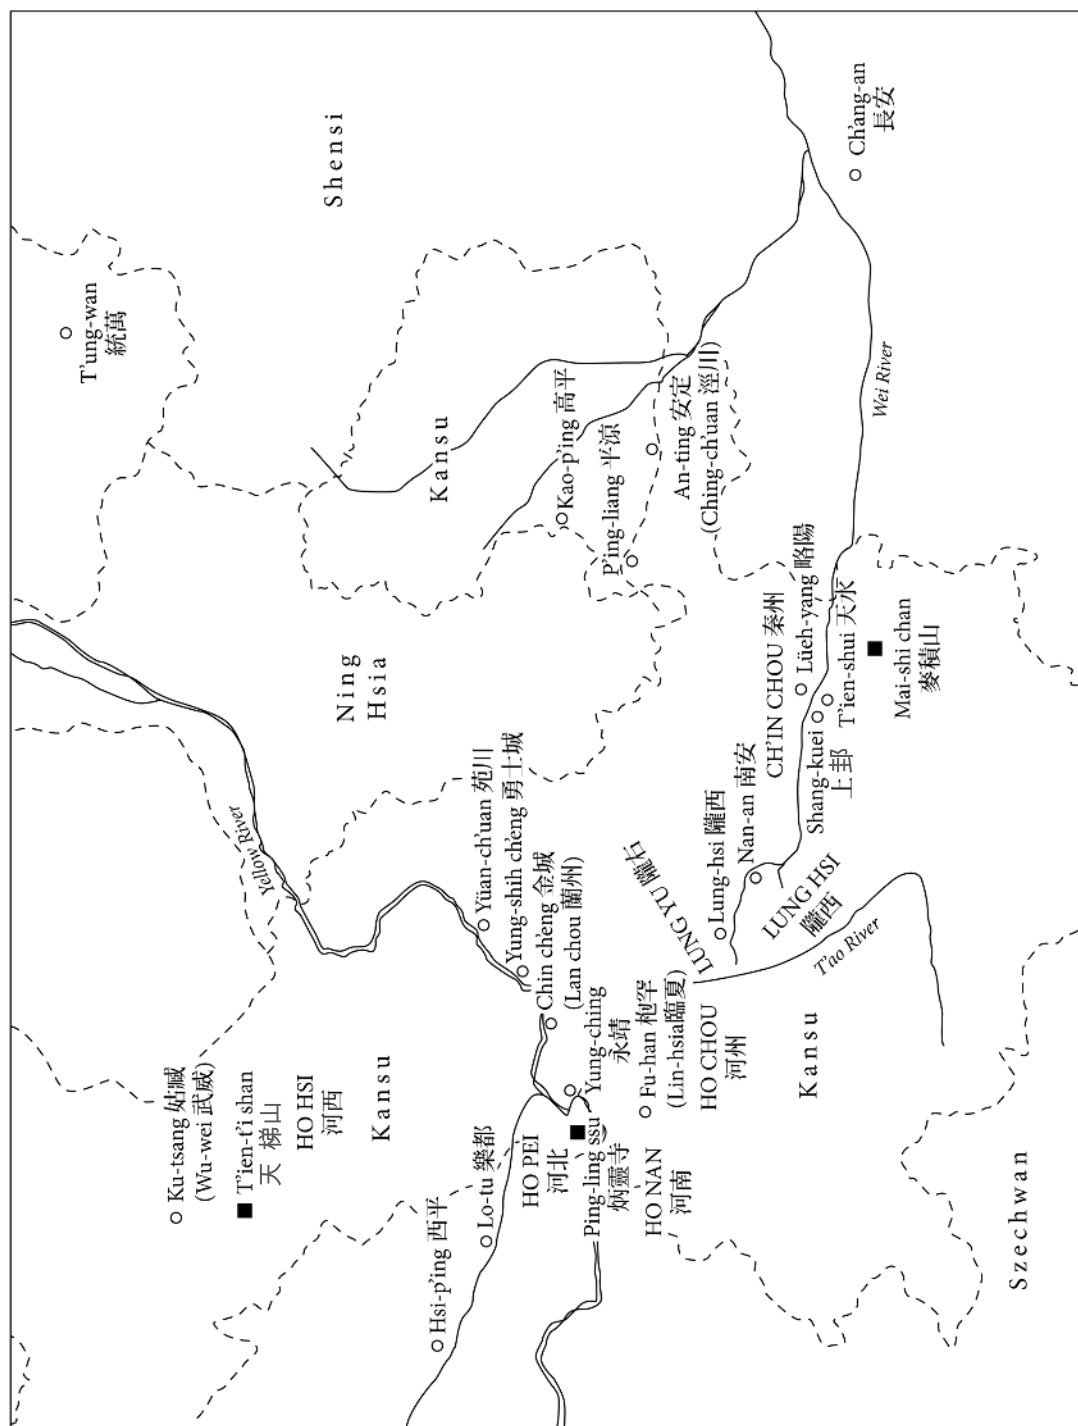 T'ung-wan
統萬
Shensi
Ch'ang-an
長安
Yellow River
Ning
Hsia
Kansu
Kao-p'ing 高平
P'ing-liang 平涼
An-ting 安定
(Ching-ch'uan 涇川)
Wei River
Ku-tsang 姑臧
(Wu-wei 武威)
T'ien-t'i shan
天 梯山
HO HSI
河西
Kansu
Yüan-ch'uan 苑川
Yung-shih ch'eng 勇士城
Chin ch'eng 金城
(Lan chou 蘭州)
Yung-ching
永靖
LUNG YU 隴右
Lung-hsi 隴西
Nan-an 南安
CH'IN CHOU 秦州
Lüeh-yang 略陽
Shang-kuei
上邽
T'ien-shui 天水
Mai-shi chan
麥積山
LUNG HSI
隴西
T'ao River
Hsi-p'ing 西平
Lo-tu 樂都
HO PEI
河北
Ping-ling ssu
炳靈寺
HO NAN
河南
Fu-han 枹罕
(Lin-hsia臨夏)
HO CHOU
河州
Kansu
Szechwan